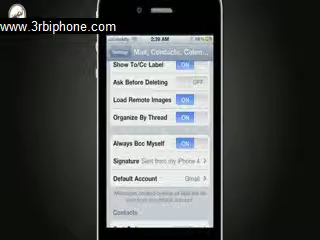 www.3rbiphone.com
2:39 AM
Settings
Mail, Contacts, Calen...
Show To/Cc Label ON
Ask Before Deleting OFF
Load Remote Images ON
Organize By Thread ON
Always Bcc Myself ON
Signature Sent from my iPhone 4
Default Account Gmail
Contacts